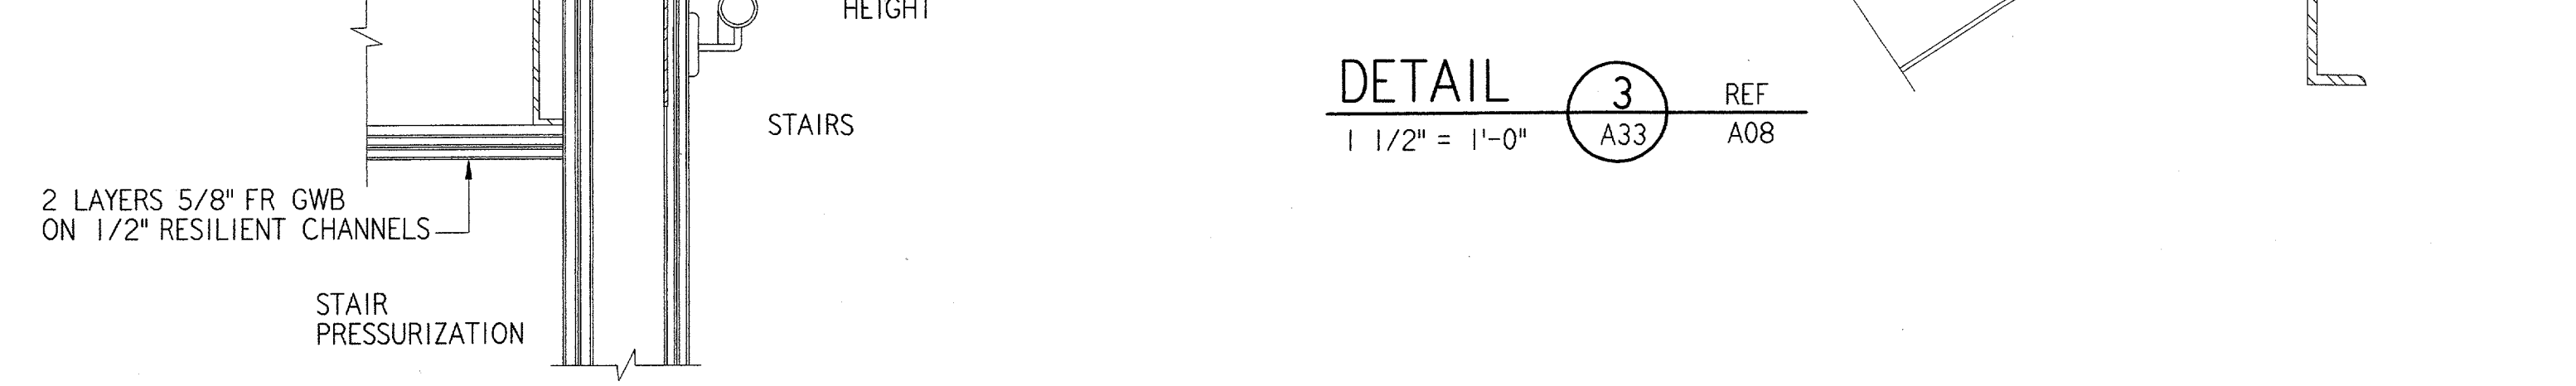 HEIGHT
STAIRS
2 LAYERS 5/8" FR GWB
ON 1/2" RESILIENT CHANNELS
STAIR
PRESSURIZATION
DETAIL
1 1/2" = 1'-0"
3
A33
REF
A08